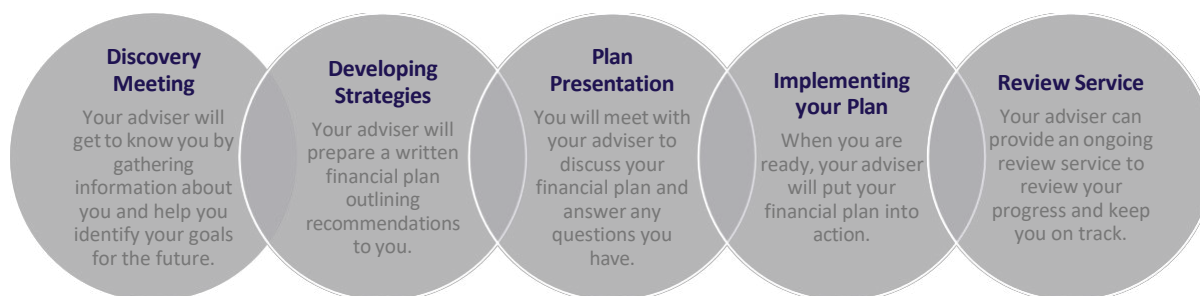 Discovery
Meeting
Your adviser will
get to know you by
gathering
information about
you and help you
identify your goals
for the future.
Developing
Strategies
Your adviser will
prepare a written
financial plan
outlining
recommendations
to you.
Plan
Presentation
You will meet with
your adviser to
discuss your
financial plan and
answer any
questions you
have.
Implementing
your Plan
When you are
ready, your adviser
will put your
financial plan into
action.
Review Service
Your adviser can
provide an ongoing
review service to
review your
progress and keep
you on track.